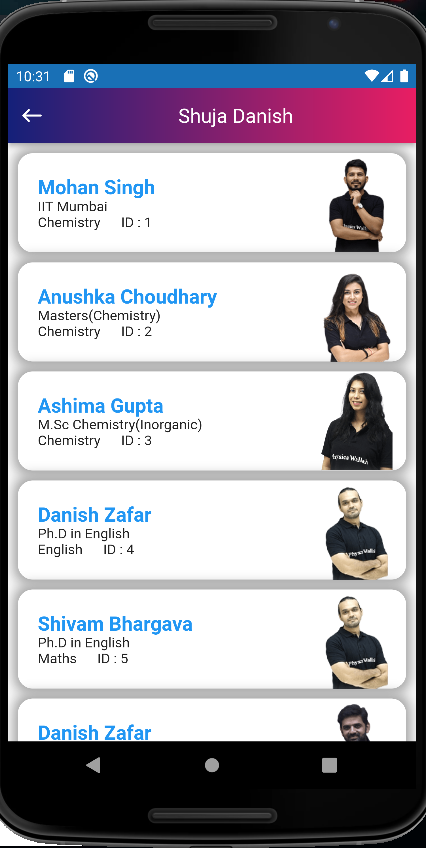 10:31
Shuja Danish
Mohan Singh
IIT Mumbai
Chemistry ID : 1
Anushka Choudhary
Masters(Chemistry)
Chemistry ID : 2
Ashima Gupta
M.Sc Chemistry(Inorganic)
Chemistry ID : 3
Danish Zafar
Ph.D in English
English ID : 4
Shivam Bhargava
Ph.D in English
Maths ID : 5
Danish Zafar